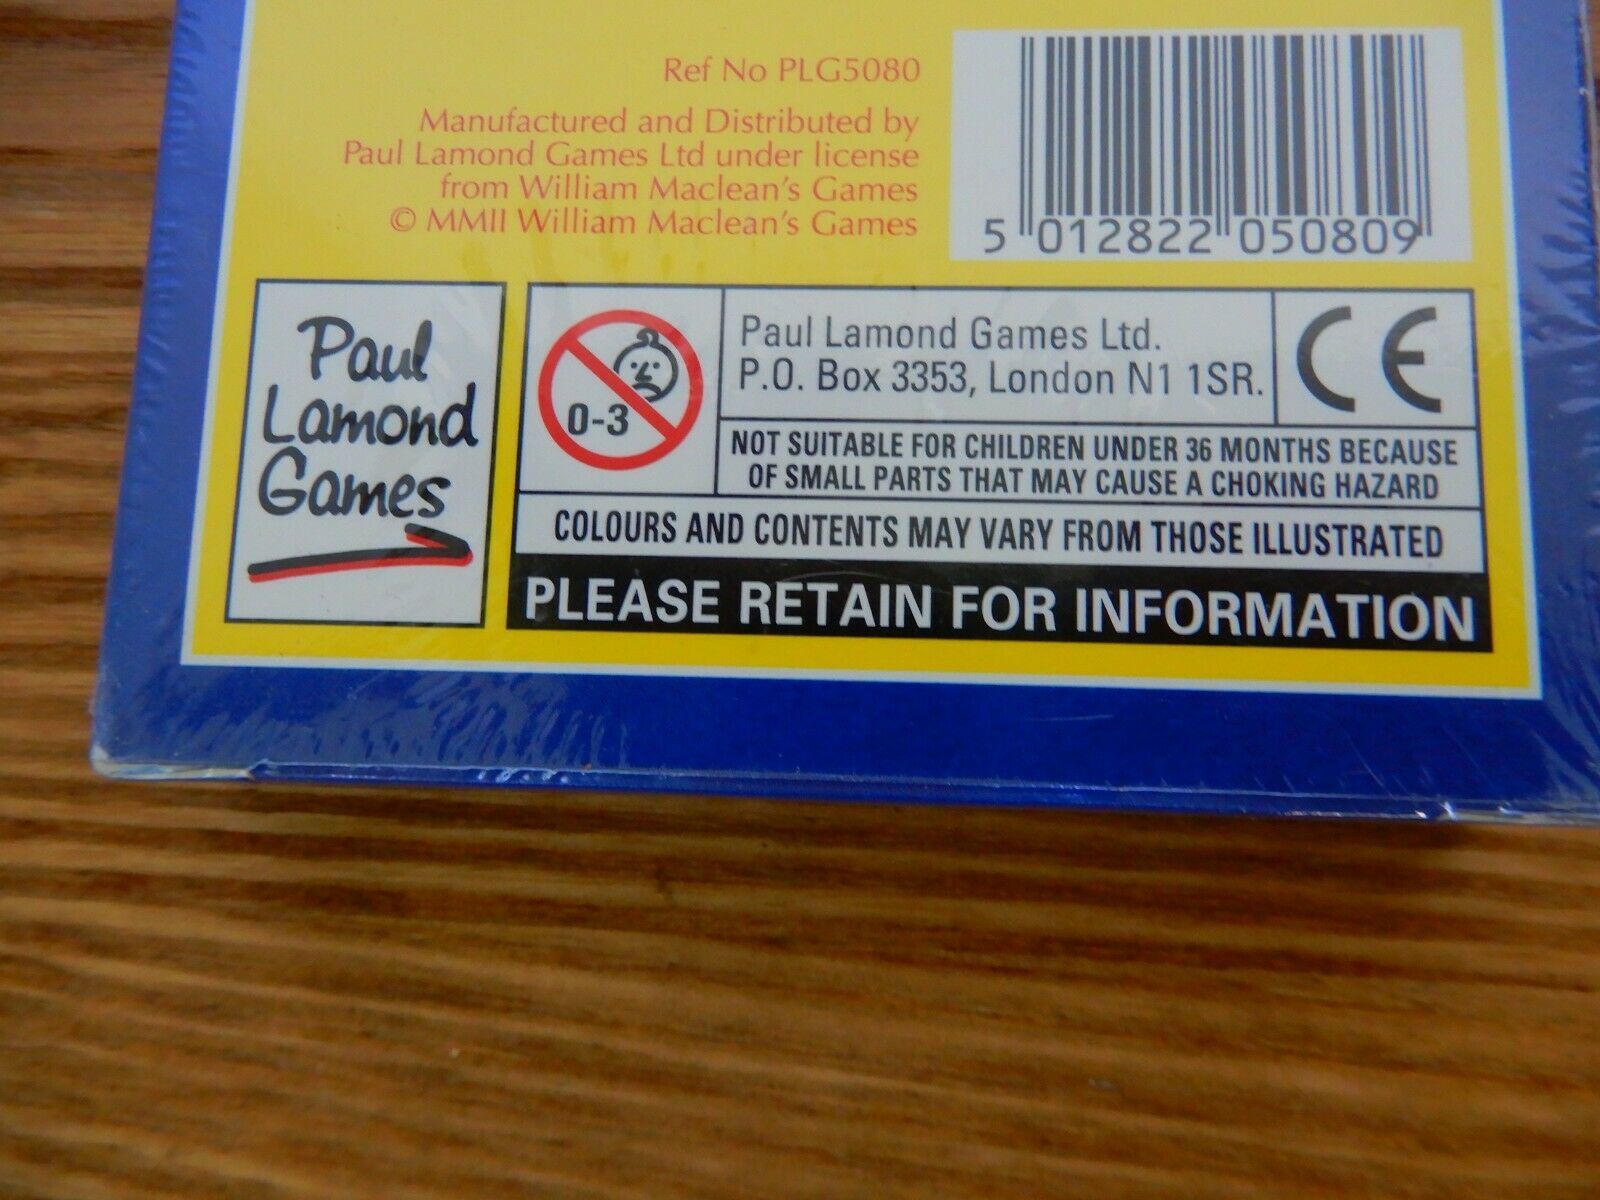 Ref No PLG5080
Manufactured and Distributed by
Paul Lamond Games Ltd under license
from William Maclean's Games
© MMII William Maclean's Games
5 012822 050809
Paul
Lamond
Games
0-3
Paul Lamond Games Ltd.
P.O. Box 3353, London N1 1SR.
CE
NOT SUITABLE FOR CHILDREN UNDER 36 MONTHS BECAUSE
OF SMALL PARTS THAT MAY CAUSE A CHOKING HAZARD
COLOURS AND CONTENTS MAY VARY FROM THOSE ILLUSTRATED
PLEASE RETAIN FOR INFORMATION